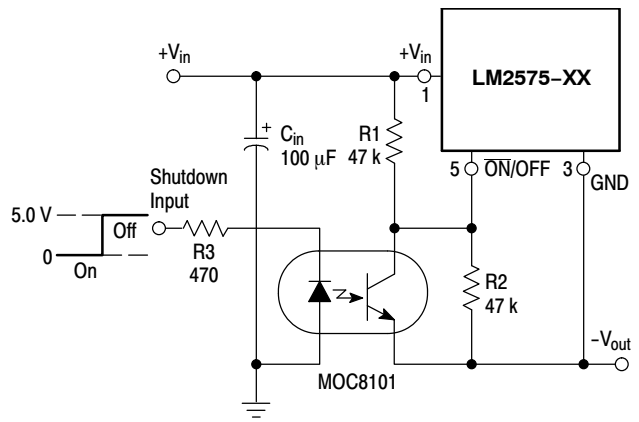 +Vin
+Vin
1
LM2575–XX
Cin
100 µF
+
R1
47 k
5
ON/OFF
3
GND
Shutdown
Input
5.0 V
Off
0
On
R3
470
R2
47 k
–Vout
MOC8101